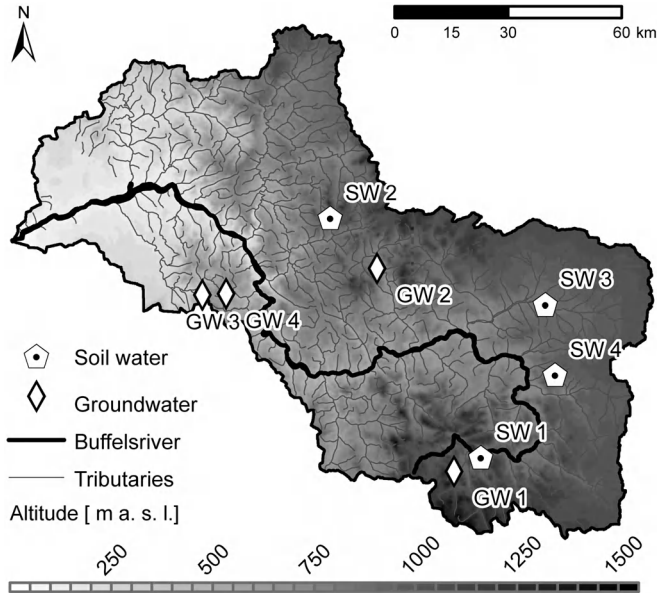 N
0 15 30 60 km
SW 2
GW 2
SW 3
GW 3 GW 4
SW 4
Soil water
Groundwater
SW 1
Buffelsriver
GW 1
Tributaries
Altitude [ m a. s. l.]
250 500 750 1000 1250 1500